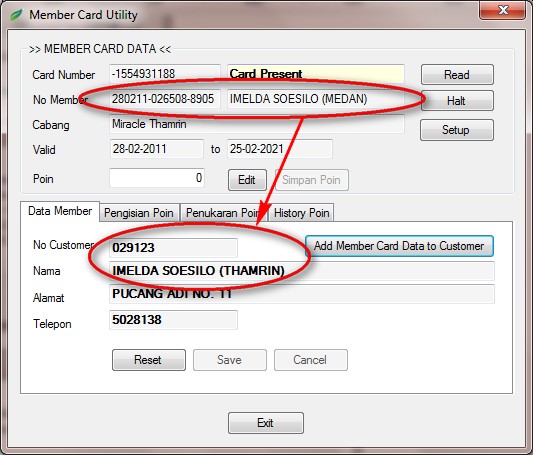 Member Card Utility
>> MEMBER CARD DATA <<
Card Number -1554931188 Card Present Read
No Member 280211-026508-8905 IMELDA SOESILO (MEDAN) Halt
Cabang Miracle Thamrin Setup
Valid 28-02-2011 to 25-02-2021
Poin 0 Edit Simpan Poin
Data Member Pengisian Poin Penukaran Poin History Poin
No Customer 029123 Add Member Card Data to Customer
Nama IMELDA SOESILO (THAMRIN)
Alamat PUCANG ADI NO. 11
Telepon 5028138
Reset Save Cancel
Exit